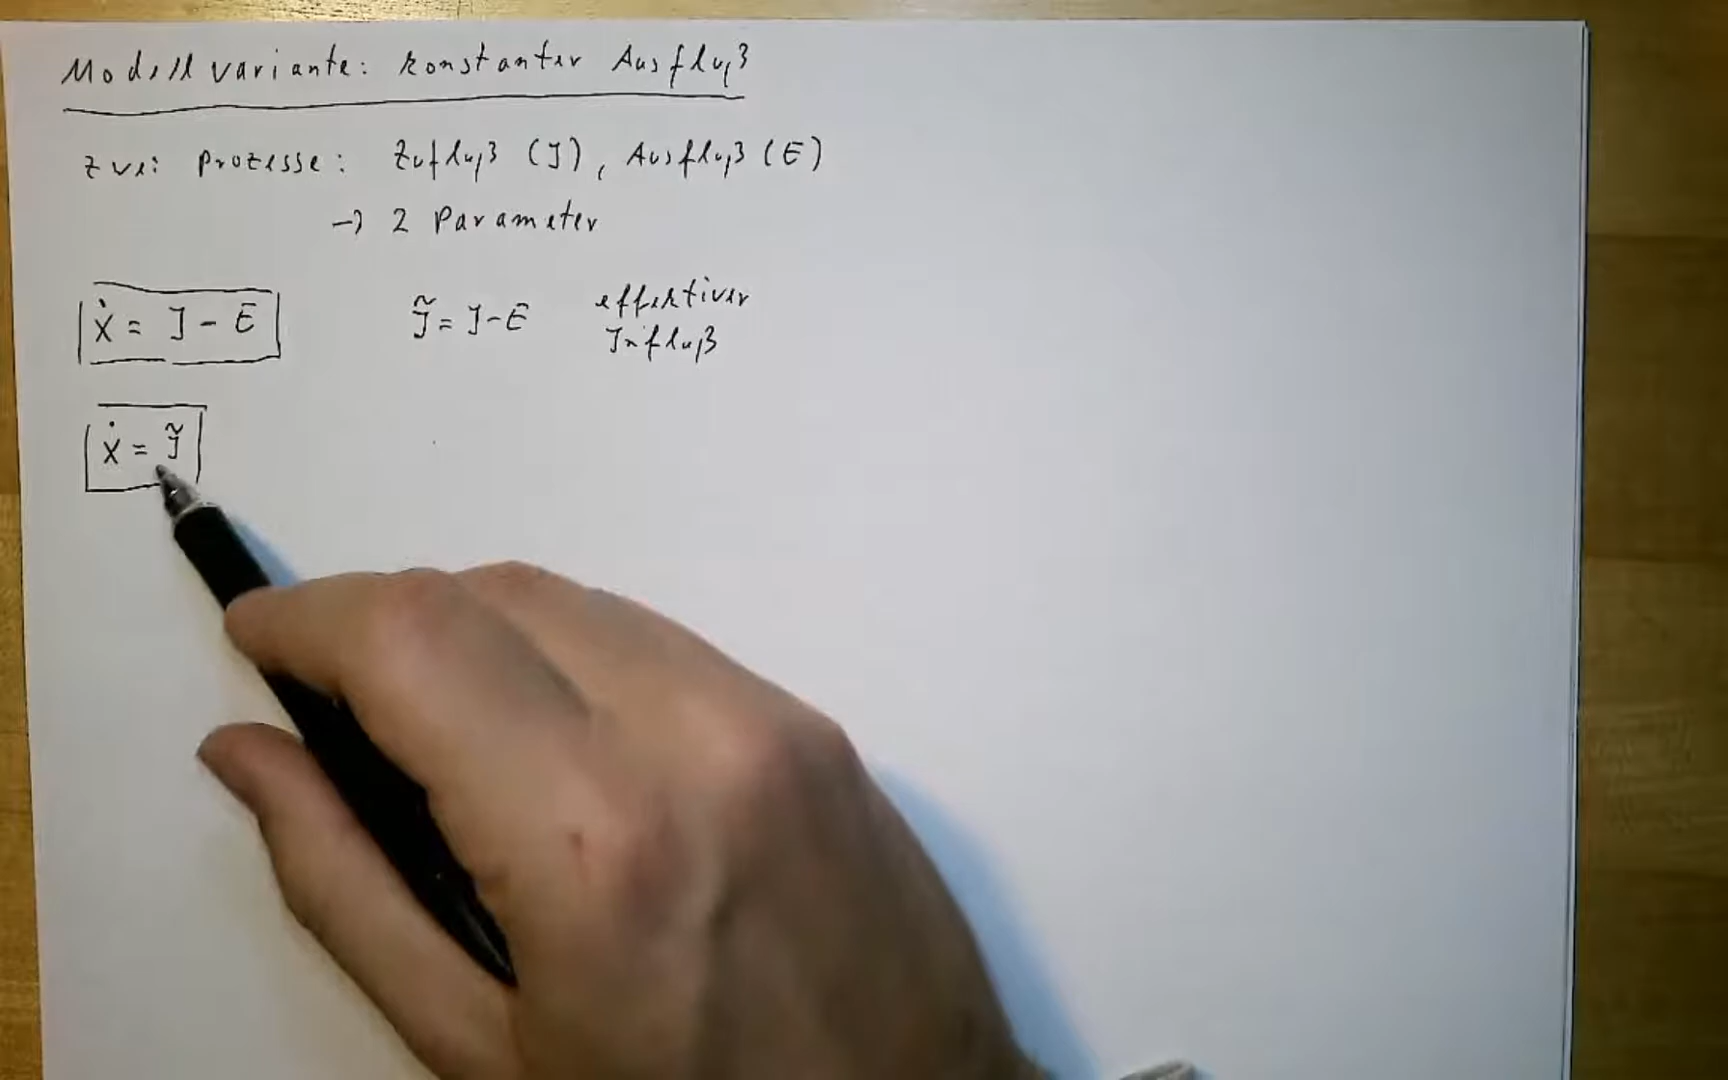 Modellvariante: konstanter Ausfluß
zwei Prozesse: Zufluß (J), Ausfluß (E)
→ 2 Parameter
ẋ = J - E
J̃ = J - E
effektiver
Influß
ẋ = J̃